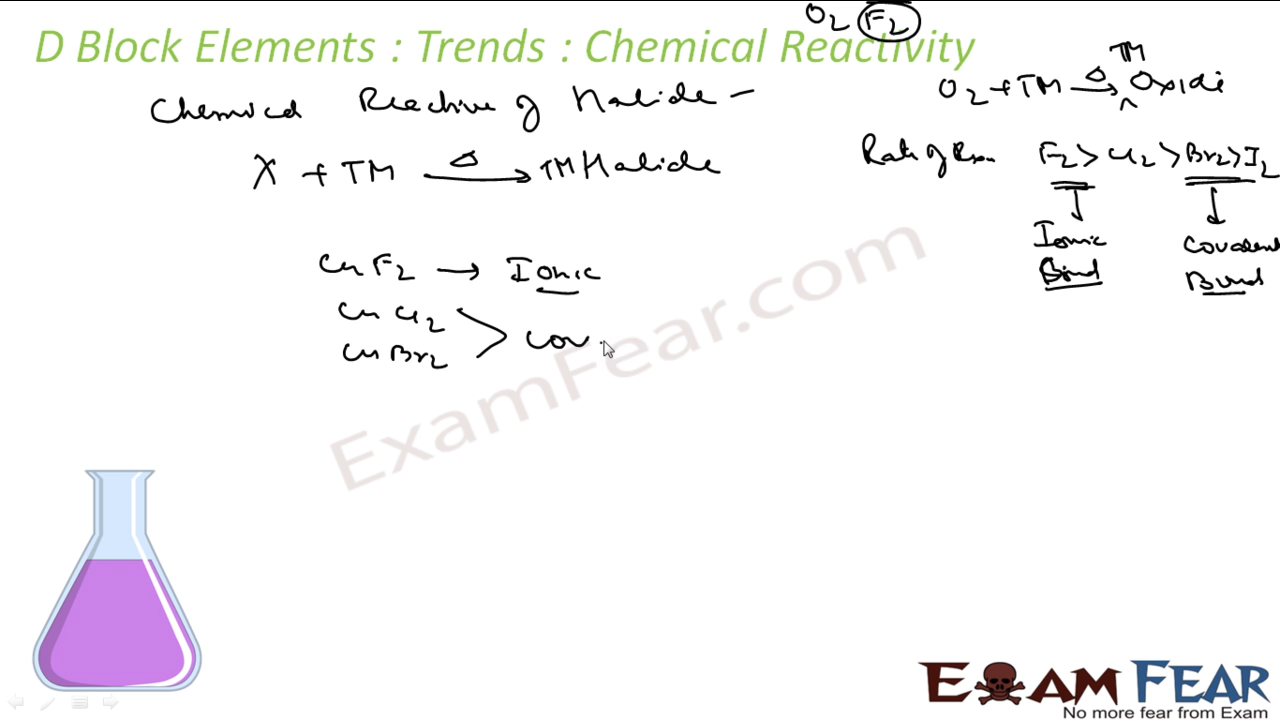 O2 F2
D Block Elements : Trends : Chemical Reactivity
Chemical Reactive of Halide –
X + TM →Δ TM Halide
O2 + TM →Δ TM Oxide
Rate of Rxn F2 > Cl2 > Br2 > I2
Ionic Bond
Covalent Bond
CuF2 → Ionic
CuCl2
CuBr2
Cov.
ExamFear.com
EXAM FEAR
No more fear from Exam